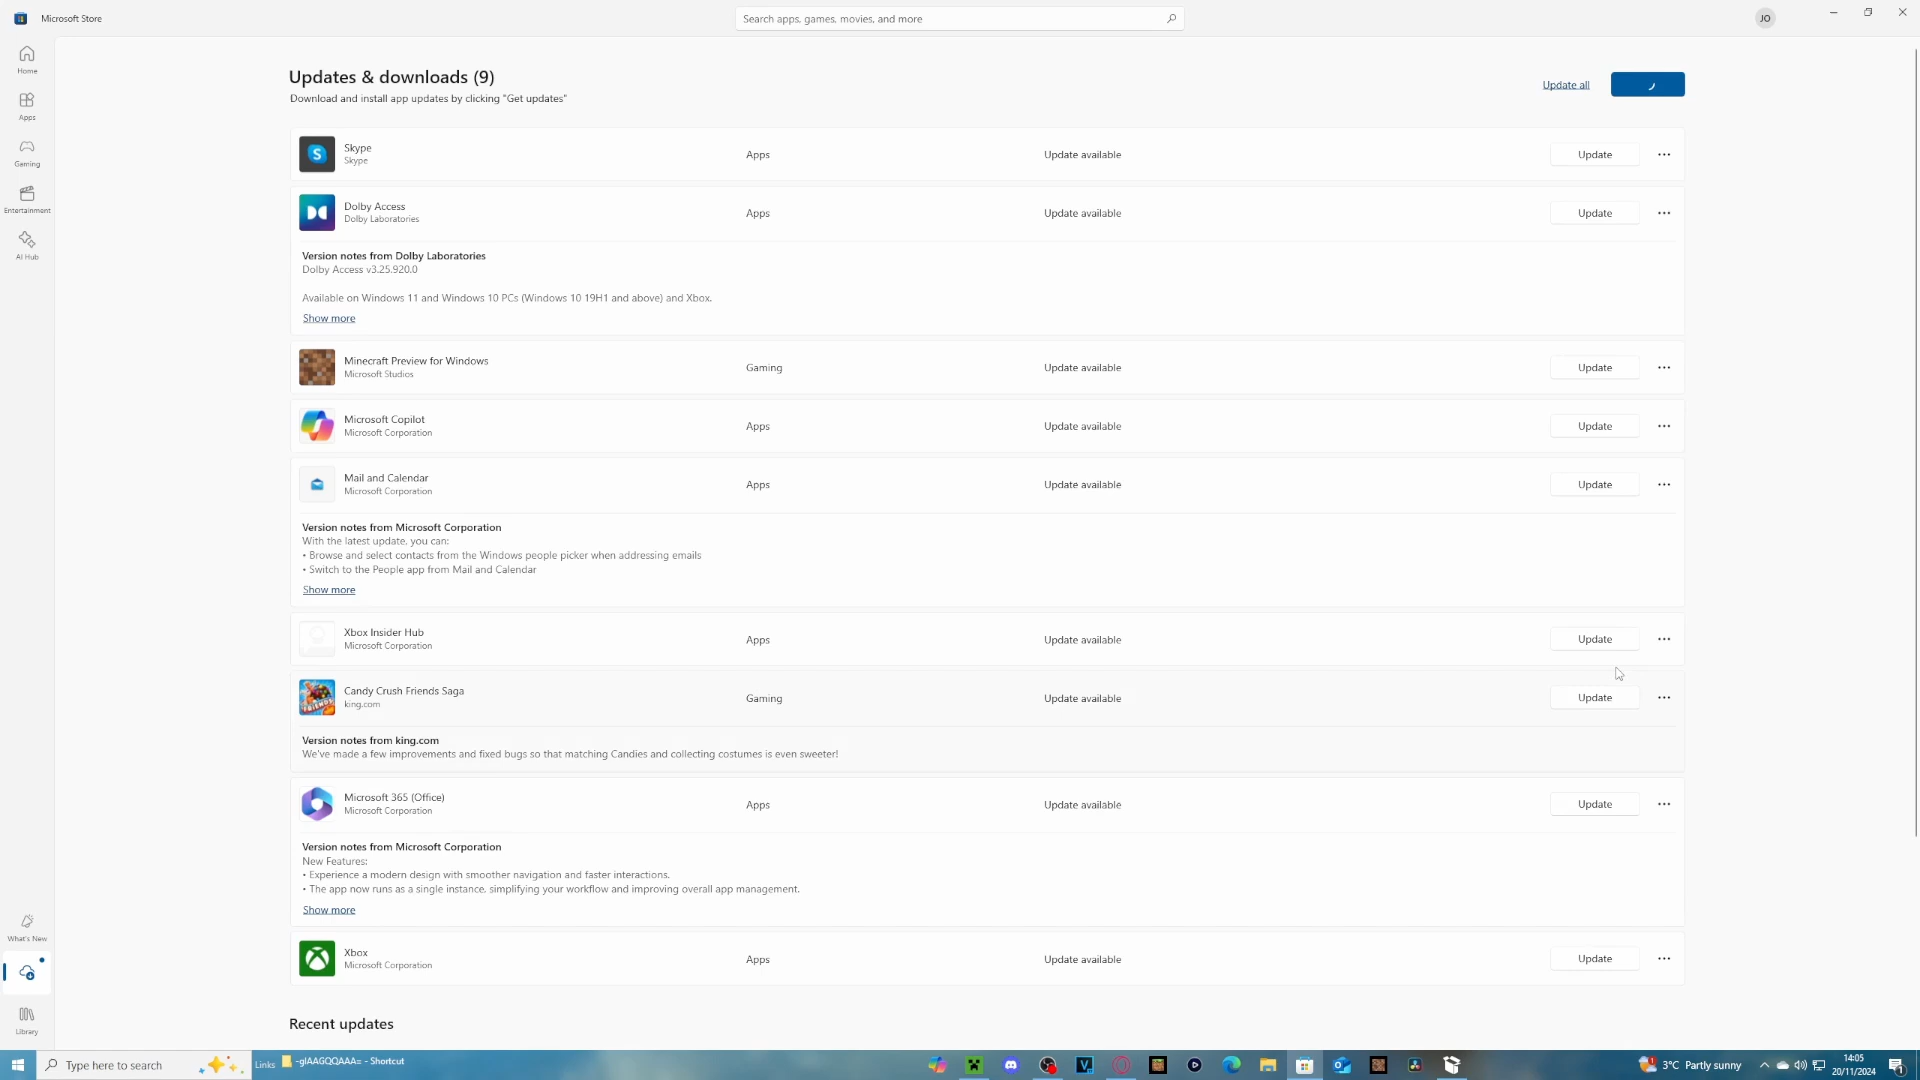 Microsoft Store
Search apps, games, movies, and more
JO
Home
Apps
Gaming
Entertainment
AI Hub
What's New
Library
Updates & downloads (9)
Download and install app updates by clicking "Get updates"
Update all
Skype
Skype
Apps
Update available
Update
Dolby Access
Dolby Laboratories
Apps
Update available
Update
Version notes from Dolby Laboratories
Dolby Access v3.25.920.0
Available on Windows 11 and Windows 10 PCs (Windows 10 19H1 and above) and Xbox.
Show more
Minecraft Preview for Windows
Microsoft Studios
Gaming
Update available
Update
Microsoft Copilot
Microsoft Corporation
Apps
Update available
Update
Mail and Calendar
Microsoft Corporation
Apps
Update available
Update
Version notes from Microsoft Corporation
With the latest update, you can:
• Browse and select contacts from the Windows people picker when addressing emails
• Switch to the People app from Mail and Calendar
Show more
Xbox Insider Hub
Microsoft Corporation
Apps
Update available
Update
Candy Crush Friends Saga
king.com
Gaming
Update available
Update
Version notes from king.com
We've made a few improvements and fixed bugs so that matching Candies and collecting costumes is even sweeter!
Microsoft 365 (Office)
Microsoft Corporation
Apps
Update available
Update
Version notes from Microsoft Corporation
New Features:
• Experience a modern design with smoother navigation and faster interactions.
• The app now runs as a single instance, simplifying your workflow and improving overall app management.
Show more
Xbox
Microsoft Corporation
Apps
Update available
Update
Recent updates
Type here to search
Links
-glAAGQQAAA= - Shortcut
3°C Partly sunny
14:05
20/11/2024